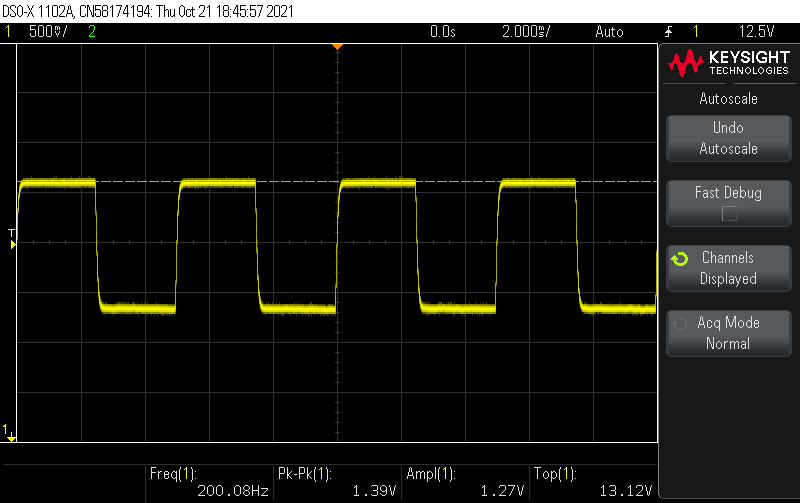 DSO-X 1102A, CN58174194: Thu Oct 21 18:45:57 2021
1 500mV/ 2 0.0s 2.000ms/ Auto 1 12.5V
KEYSIGHT
TECHNOLOGIES
Autoscale
Undo
Autoscale
Fast Debug
Channels
Displayed
Acq Mode
Normal
T
1
Freq(1): Pk-Pk(1): Ampl(1): Top(1):
200.08Hz 1.39V 1.27V 13.12V